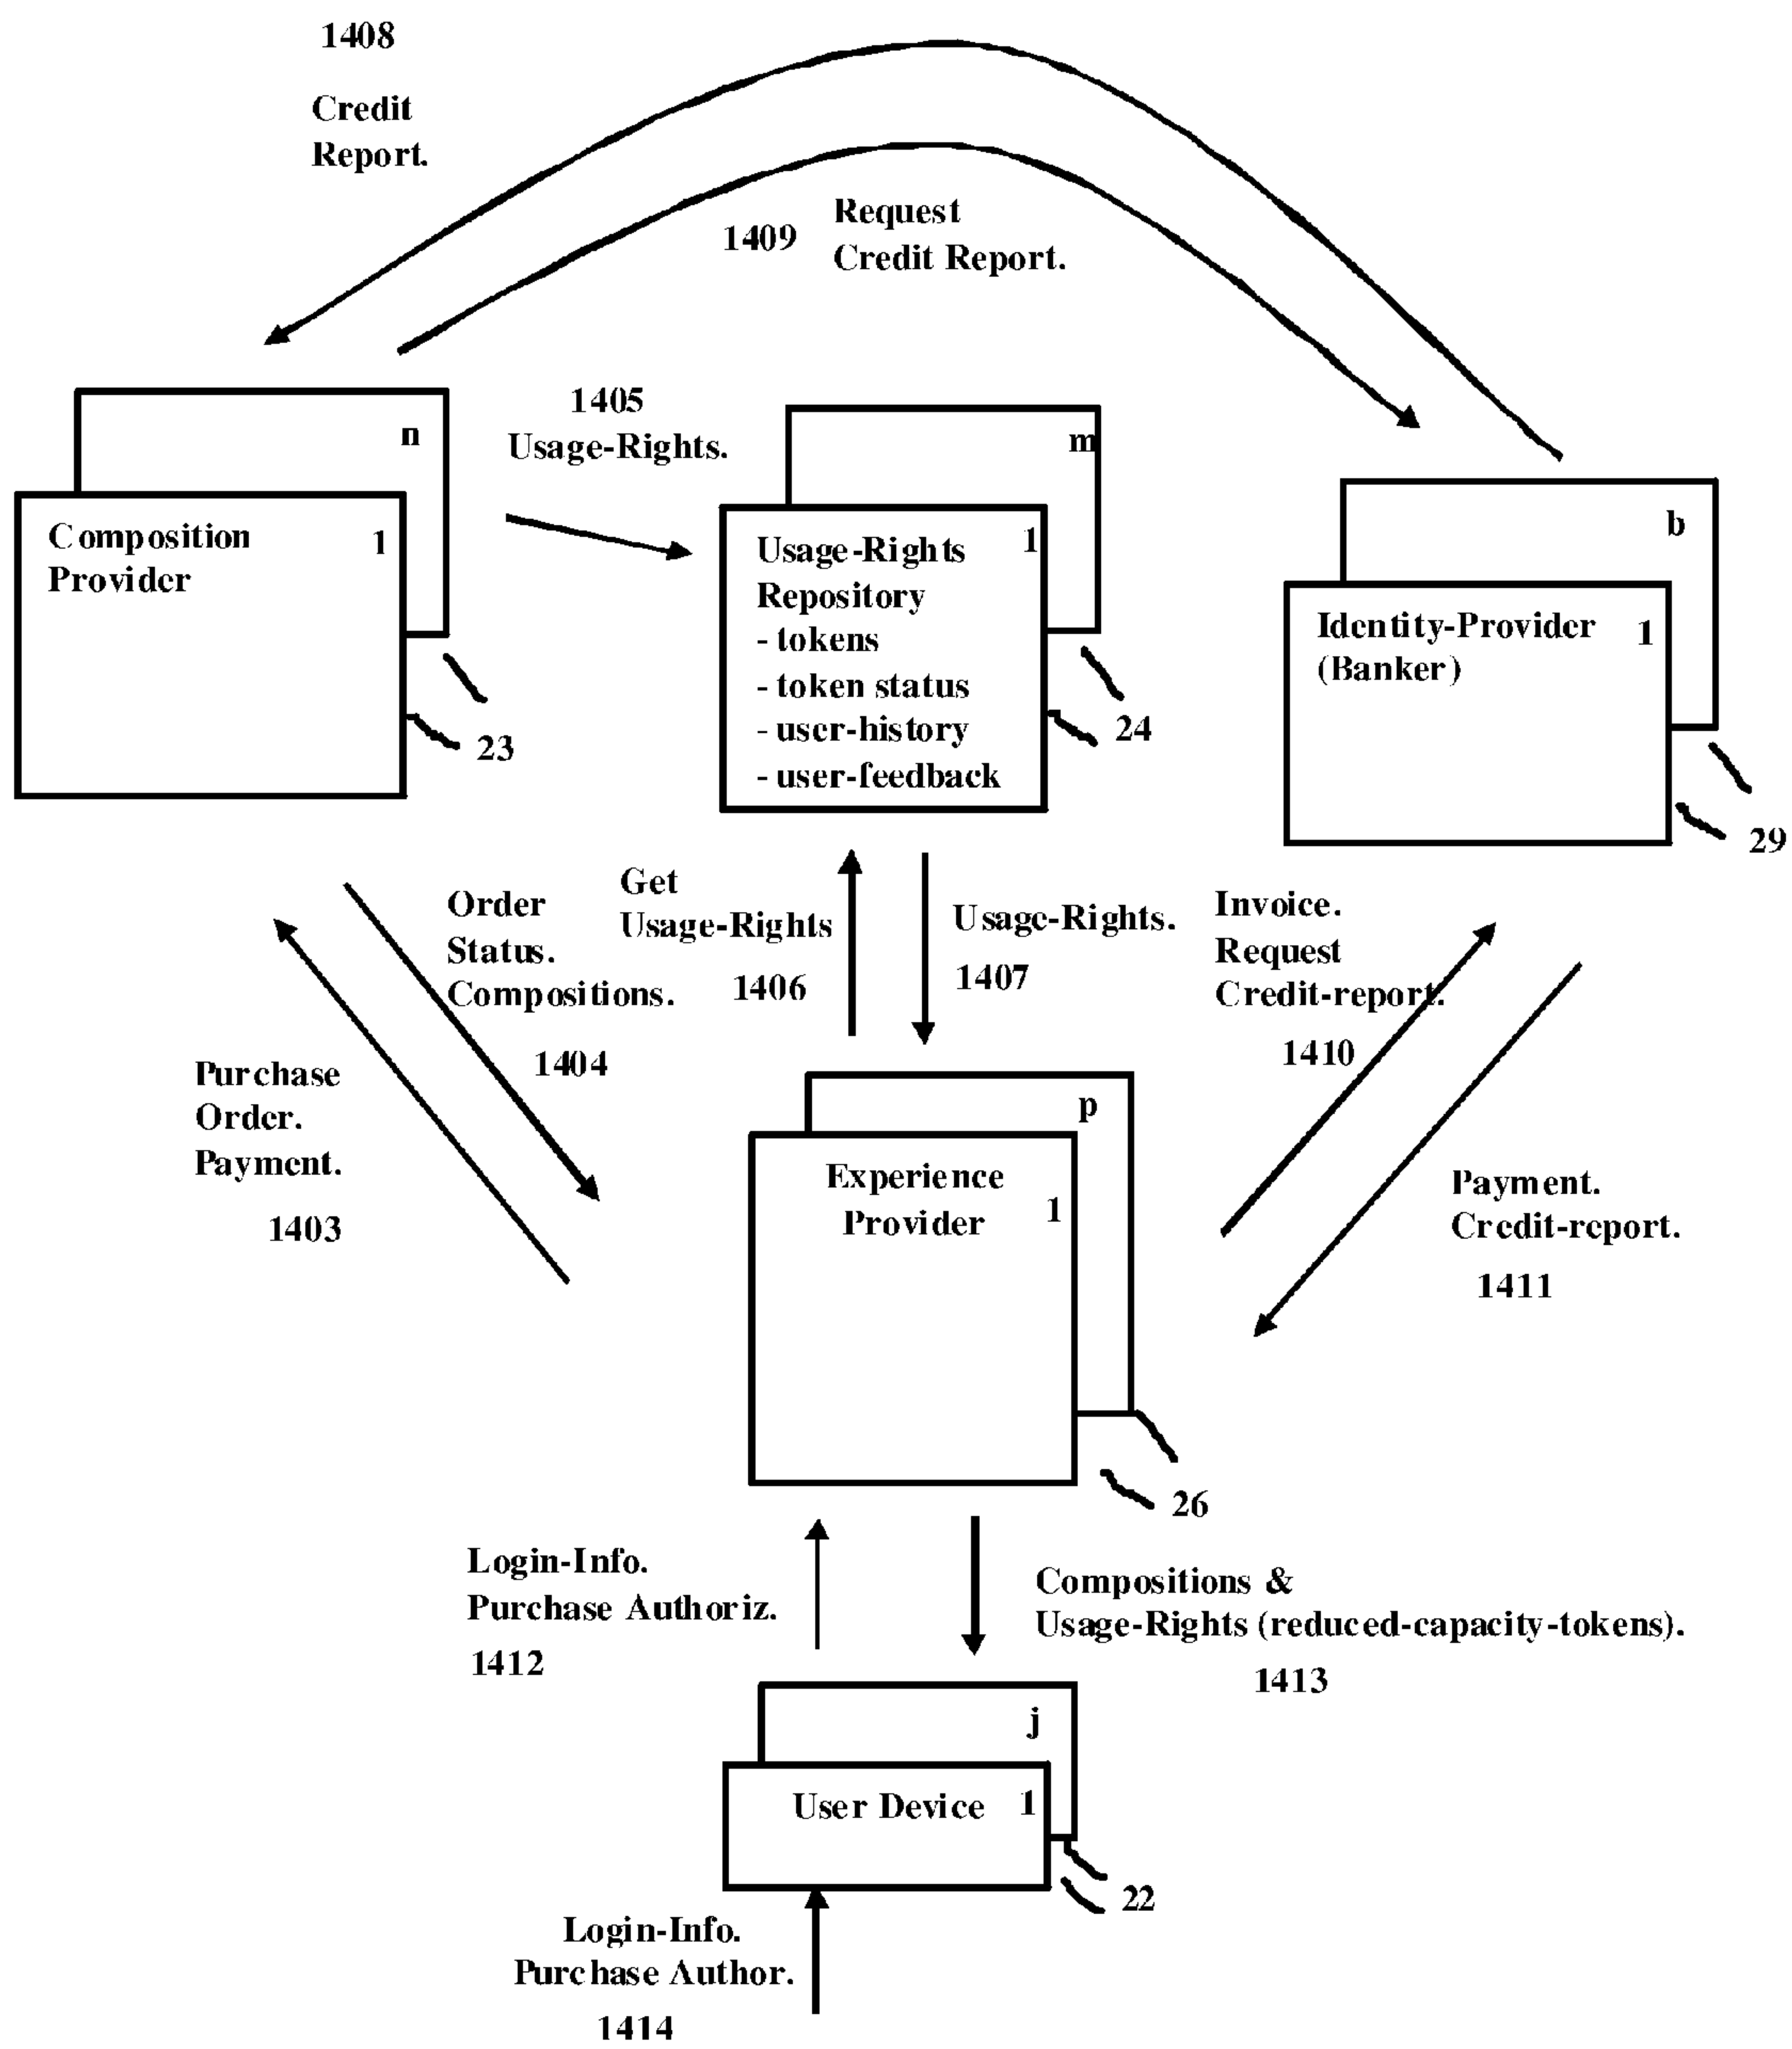 1408
Credit
Report.
1409
Request
Credit Report.
1405
Usage-Rights.
n
Composition
Provider
1
23
m
Usage-Rights
Repository
- tokens
- token status
- user-history
- user-feedback
1
24
b
Identity-Provider
(Banker)
1
29
Order
Status.
Compositions.
1404
Get
Usage-Rights
1406
Usage-Rights.
1407
Invoice.
Request
Credit-report.
1410
Purchase
Order.
Payment.
1403
Payment.
Credit-report.
1411
p
Experience
Provider
1
26
Login-Info.
Purchase Authoriz.
1412
Compositions &
Usage-Rights (reduced-capacity-tokens).
1413
j
User Device
1
22
Login-Info.
Purchase Author.
1414